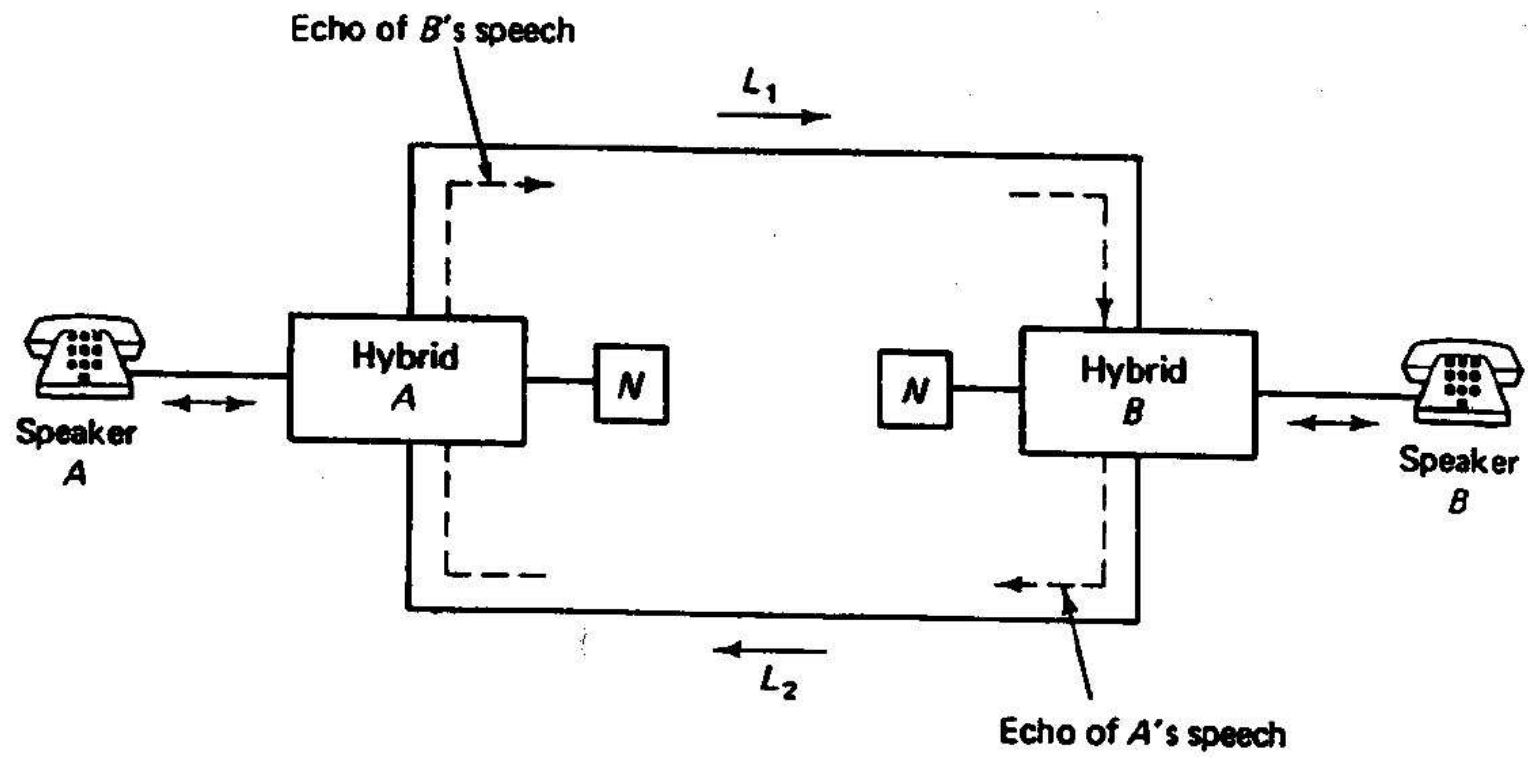 Echo of B's speech
L₁
Hybrid
A
N
N
Hybrid
B
Speaker
A
Speaker
B
L₂
Echo of A's speech